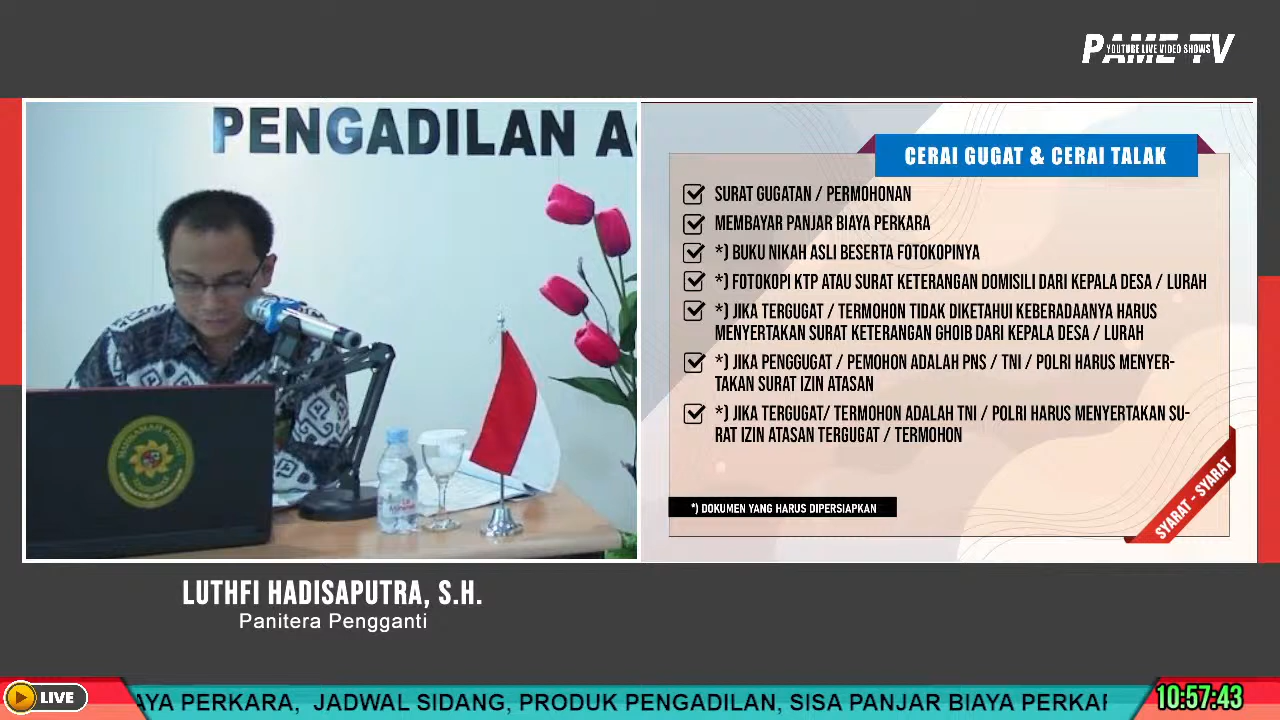 PAME TV
YOUTUBE LIVE VIDEO SHOWS
PENGADILAN
CERAI GUGAT & CERAI TALAK
SURAT GUGATAN / PERMOHONAN
MEMBAYAR PANJAR BIAYA PERKARA
*) BUKU NIKAH ASLI BESERTA FOTOKOPINYA
*) FOTOKOPI KTP ATAU SURAT KETERANGAN DOMISILI DARI KEPALA DESA / LURAH
*) JIKA TERGUGAT / TERMOHON TIDAK DIKETAHUI KEBERADAANYA HARUS
MENYERTAKAN SURAT KETERANGAN GHOIB DARI KEPALA DESA / LURAH
*) JIKA PENGGUGAT / PEMOHON ADALAH PNS / TNI / POLRI HARUS MENYER-
TAKAN SURAT IZIN ATASAN
*) JIKA TERGUGAT/ TERMOHON ADALAH TNI / POLRI HARUS MENYERTAKAN SU-
RAT IZIN ATASAN TERGUGAT / TERMOHON
*) DOKUMEN YANG HARUS DIPERSIAPKAN
SYARAT - SYARAT
MAHKAMAH AGUNG
LUTHFI HADISAPUTRA, S.H.
Panitera Pengganti
LIVE
AYA PERKARA, JADWAL SIDANG, PRODUK PENGADILAN, SISA PANJAR BIAYA PERKAR
10:57:43